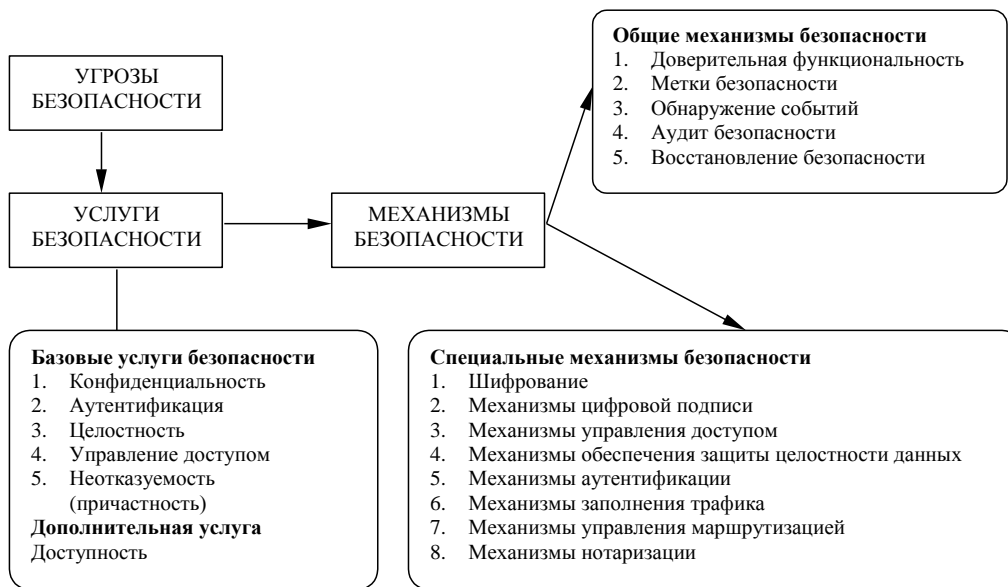 УГРОЗЫ
БЕЗОПАСНОСТИ
УСЛУГИ
БЕЗОПАСНОСТИ
МЕХАНИЗМЫ
БЕЗОПАСНОСТИ
Общие механизмы безопасности
1. Доверительная функциональность
2. Метки безопасности
3. Обнаружение событий
4. Аудит безопасности
5. Восстановление безопасности
Базовые услуги безопасности
1. Конфиденциальность
2. Аутентификация
3. Целостность
4. Управление доступом
5. Неотказуемость
(причастность)
Дополнительная услуга
Доступность
Специальные механизмы безопасности
1. Шифрование
2. Механизмы цифровой подписи
3. Механизмы управления доступом
4. Механизмы обеспечения защиты целостности данных
5. Механизмы аутентификации
6. Механизмы заполнения трафика
7. Механизмы управления маршрутизацией
8. Механизмы нотаризации